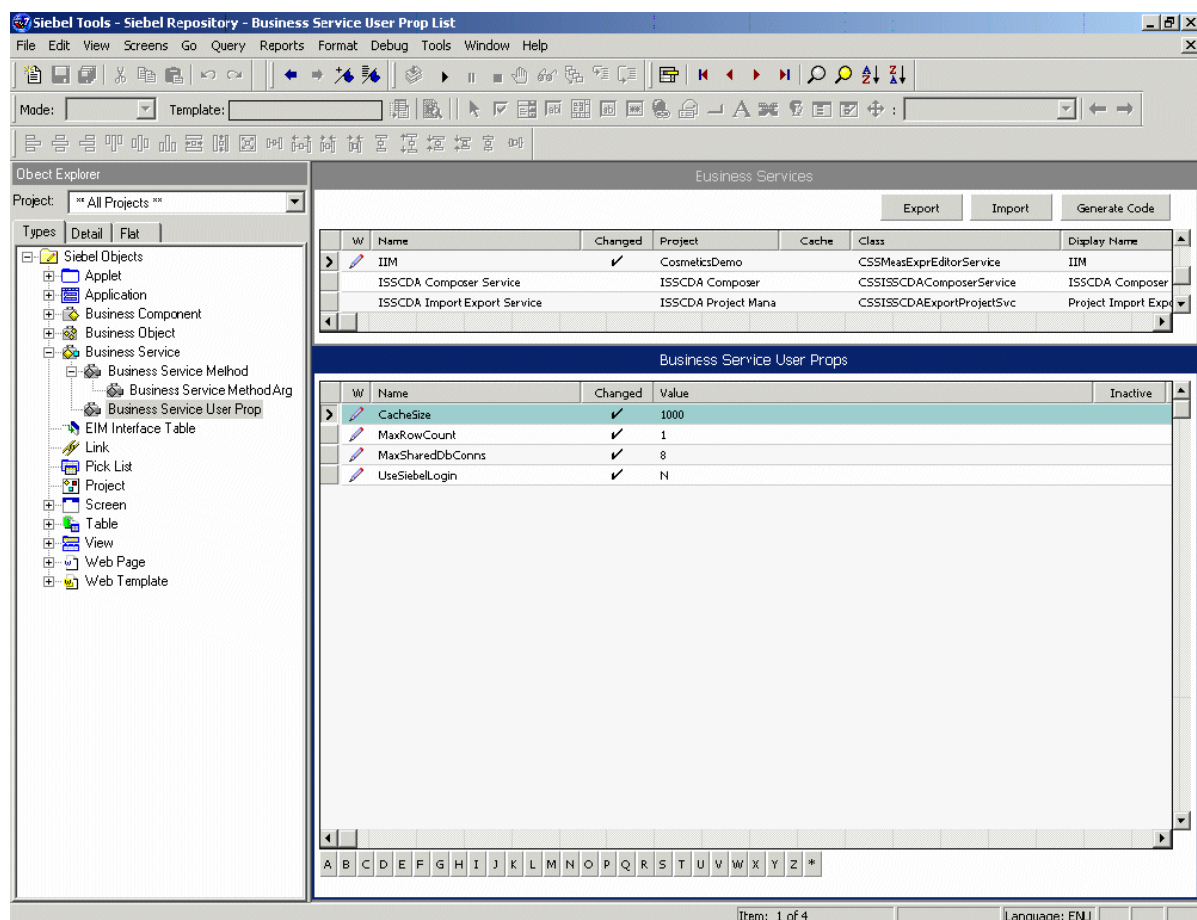 Siebel Tools - Siebel Repository - Business Service User Prop List
File Edit View Screens Go Query Reports Format Debug Tools Window Help
Mode: Template:
Obect Explorer
Project: ** All Projects **
Types Detail Flat
Siebel Objects
Applet
Application
Business Component
Business Object
Business Service
Business Service Method
Business Service Method Arg
Business Service User Prop
EIM Interface Table
Link
Pick List
Project
Screen
Table
View
Web Page
Web Template
Business Services
Export Import Generate Code
W Name Changed Project Cache Class Display Name
IIM CosmeticsDemo CSSMeasExprEditorService IIM
ISSCDA Composer Service ISSCDA Composer CSSISSCDAComposerService ISSCDA Composer
ISSCDA Import Export Service ISSCDA Project Mana CSSISSCDAExportProjectSvc Project Import Expo
Business Service User Props
W Name Changed Value Inactive
CacheSize 1000
MaxRowCount 1
MaxSharedDbConns 8
UseSiebelLogin N
A B C D E F G H I J K L M N O P Q R S T U V W X Y Z *
Item: 1 of 4 Language: ENU